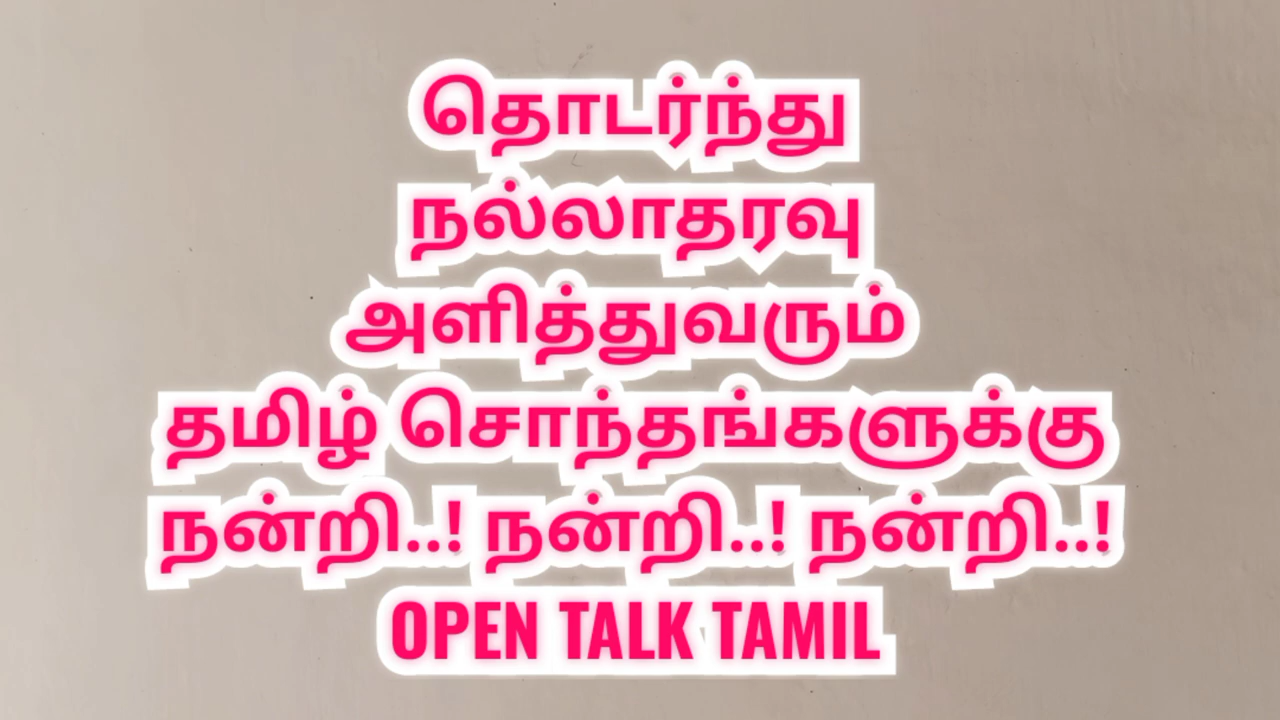 தொடர்ந்து
நல்லாதரவு
அளித்துவரும்
தமிழ் சொந்தங்களுக்கு
நன்றி..! நன்றி..! நன்றி..!
OPEN TALK TAMIL